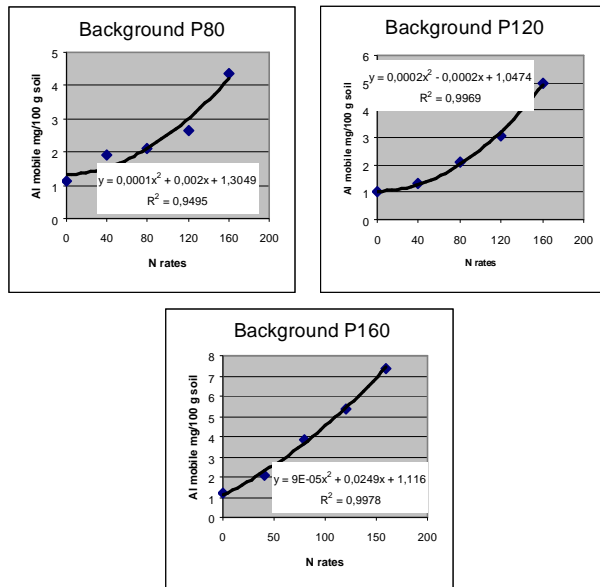 Background P80
Al mobile mg/100 g soil
5
4
3
2
1
0
y = 0,0001x² + 0,002x + 1,3049
R² = 0,9495
0 40 80 120 160 200
N rates
Background P120
Al mobile mg/100 g soil
6
5
4
3
2
1
0
y = 0,0002x² - 0,0002x + 1,0474
R² = 0,9969
0 40 80 120 160 200
N rates
Background P160
Al mobile mg/100 g soil
8
7
6
5
4
3
2
1
0
y = 9E-05x² + 0,0249x + 1,116
R² = 0,9978
0 50 100 150 200
N rates